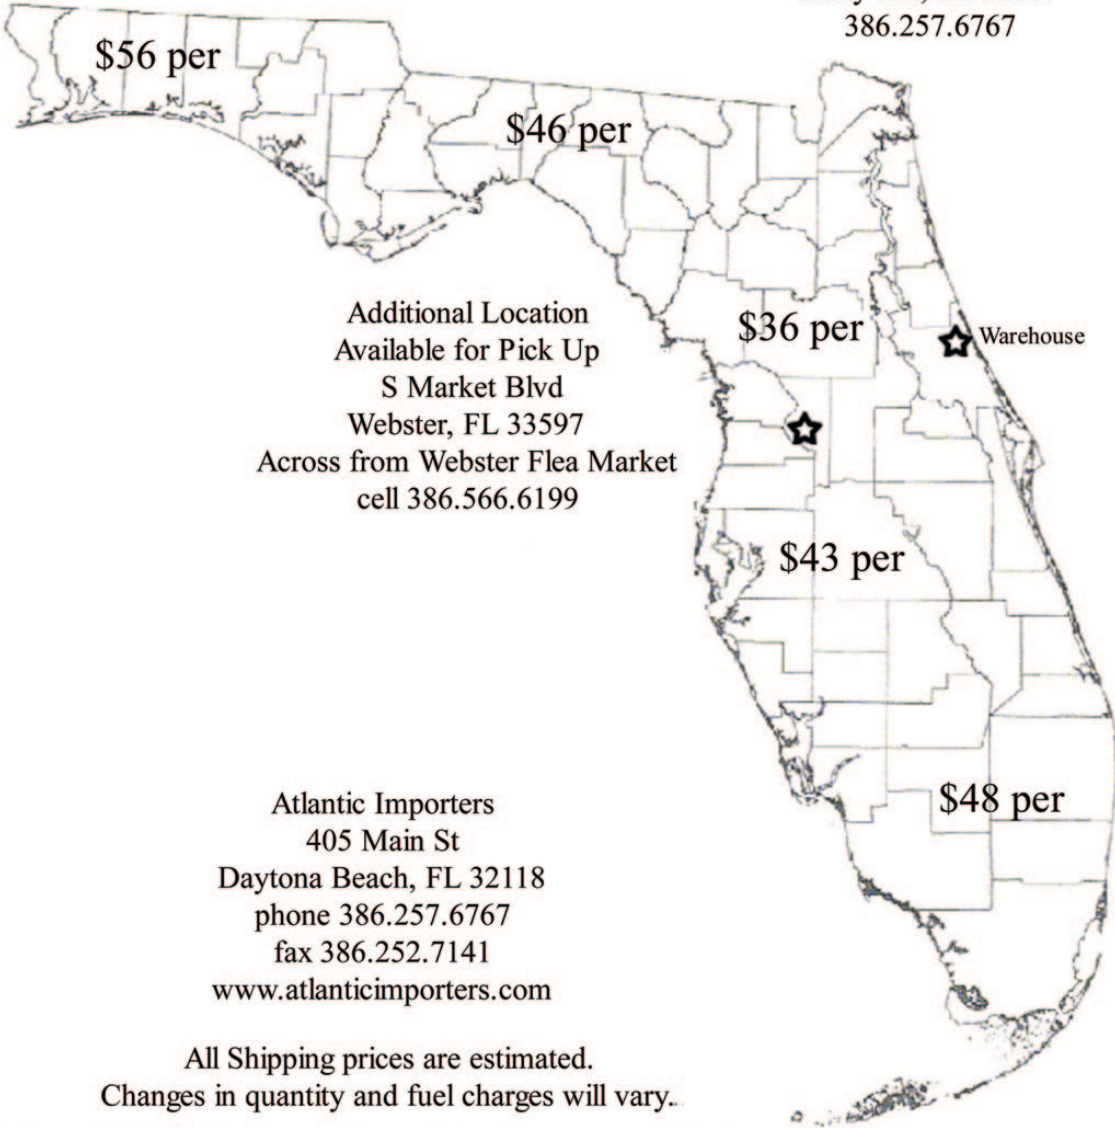 386.257.6767
$56 per
$46 per
Additional Location
Available for Pick Up
S Market Blvd
Webster, FL 33597
Across from Webster Flea Market
cell 386.566.6199
$36 per
Warehouse
$43 per
$48 per
Atlantic Importers
405 Main St
Daytona Beach, FL 32118
phone 386.257.6767
fax 386.252.7141
www.atlanticimporters.com
All Shipping prices are estimated.
Changes in quantity and fuel charges will vary.